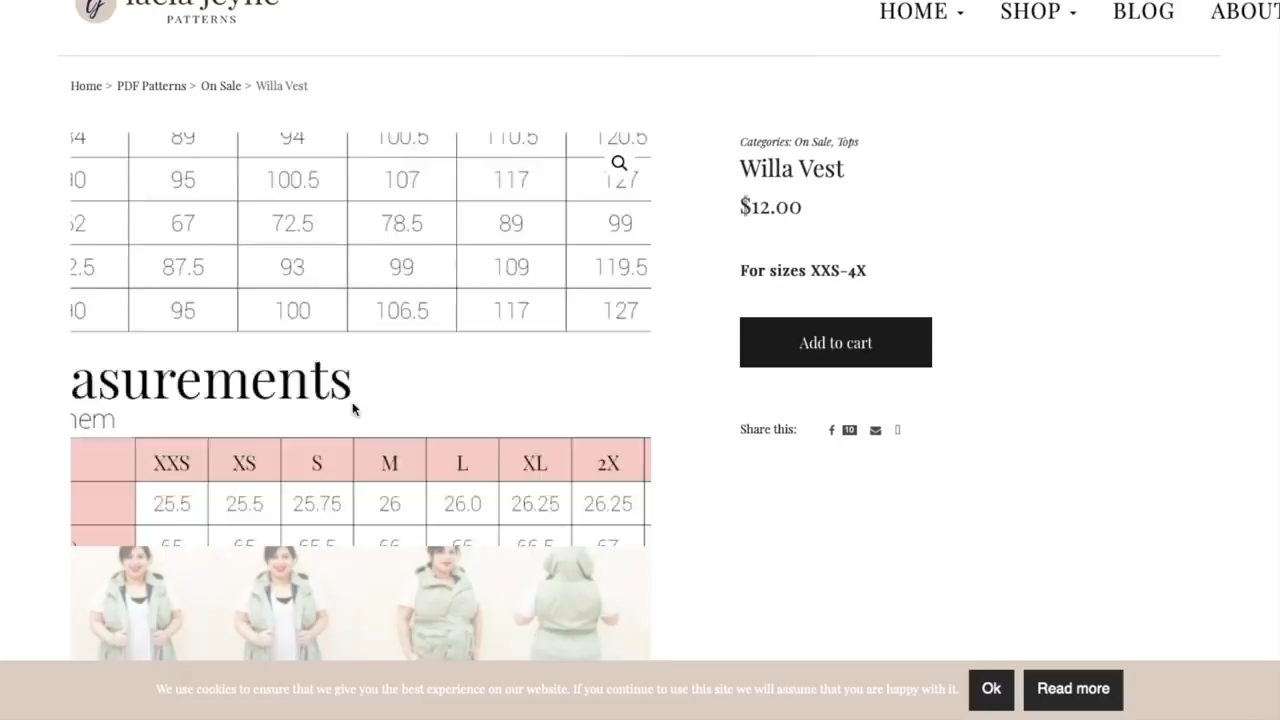 PATTERNS
HOME SHOP BLOG ABOUT
Home > PDF Patterns > On Sale > Willa Vest
89 94 100.5 110.5 120.5
95 100.5 107 117 127
67 72.5 78.5 89 99
2.5 87.5 93 99 109 119.5
95 100 106.5 117 127
asurements
hem
XXS XS S M L XL 2X
25.5 25.5 25.75 26 26.0 26.25 26.25
Categories: On Sale, Tops
Willa Vest
$12.00
For sizes XXS-4X
Add to cart
Share this: 10
We use cookies to ensure that we give you the best experience on our website. If you continue to use this site we will assume that you are happy with it. Ok Read more